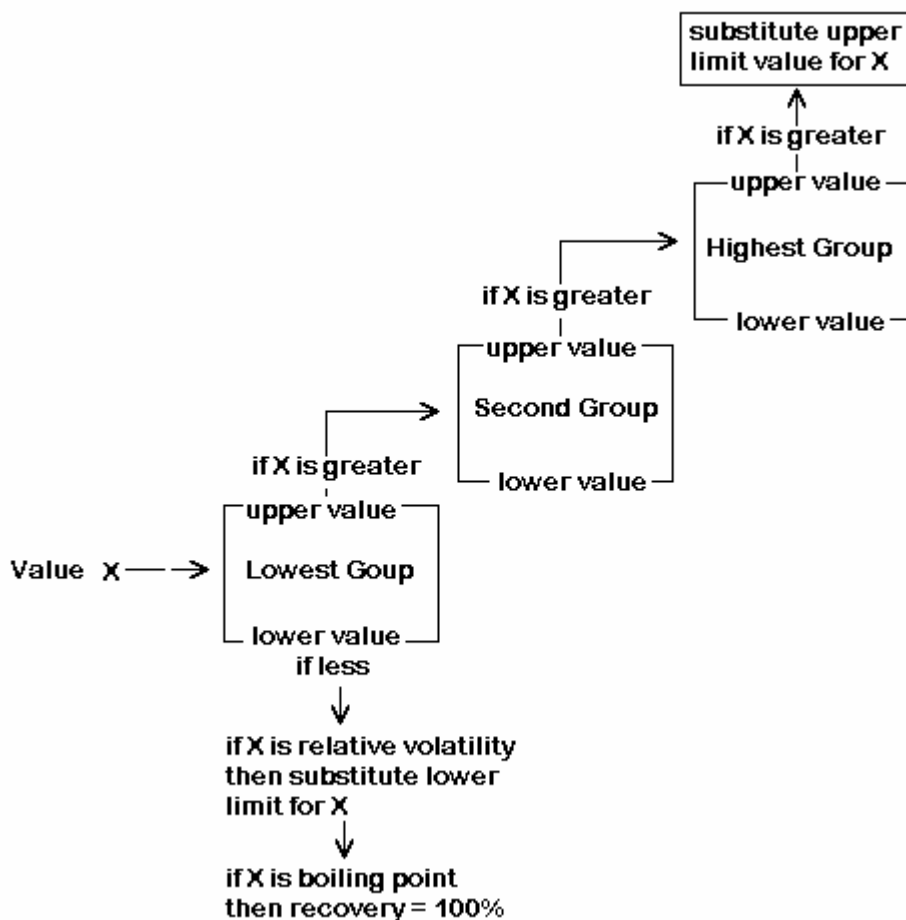 substitute upper
limit value for X
if X is greater
upper value
Highest Group
lower value
if X is greater
upper value
Second Group
lower value
if X is greater
upper value
Value X
Lowest Goup
lower value
if less
if X is relative volatility
then substitute lower
limit for X
if X is boiling point
then recovery = 100%